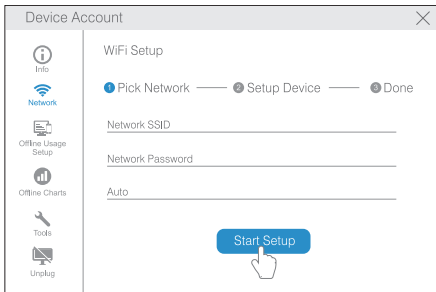 Device Account
Info
Network
Offline Usage
Setup
Offline Charts
Tools
Unplug
WiFi Setup
1 Pick Network
2 Setup Device
3 Done
Network SSID
Network Password
Auto
Start Setup